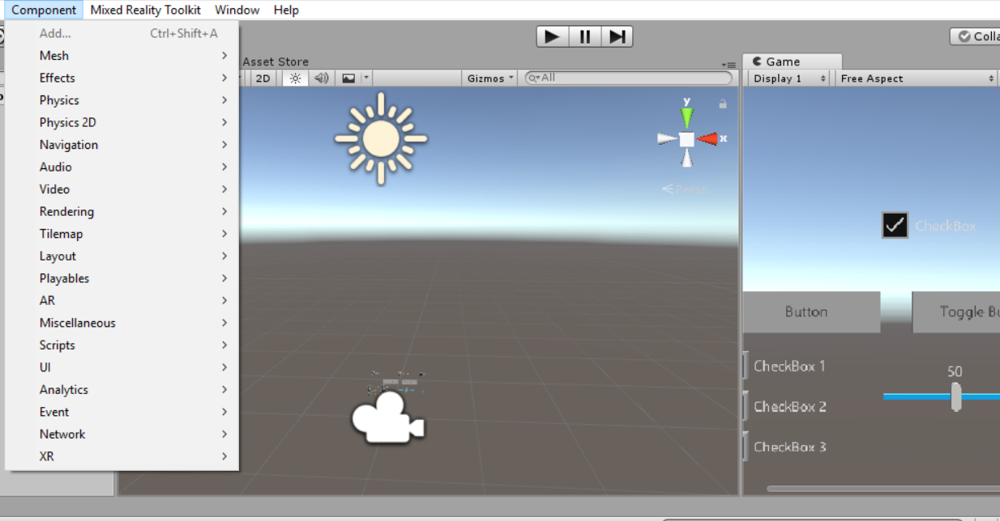 Component Mixed Reality Toolkit Window Help
Add... Ctrl+Shift+A
Mesh
Effects
Physics
Physics 2D
Navigation
Audio
Video
Rendering
Tilemap
Layout
Playables
AR
Miscellaneous
Scripts
UI
Analytics
Event
Network
XR
Asset Store
2D Gizmos All
y
x
Persp
Colla
Game
Display 1 Free Aspect
CheckBox
Button Toggle Bu
CheckBox 1
50
CheckBox 2
CheckBox 3